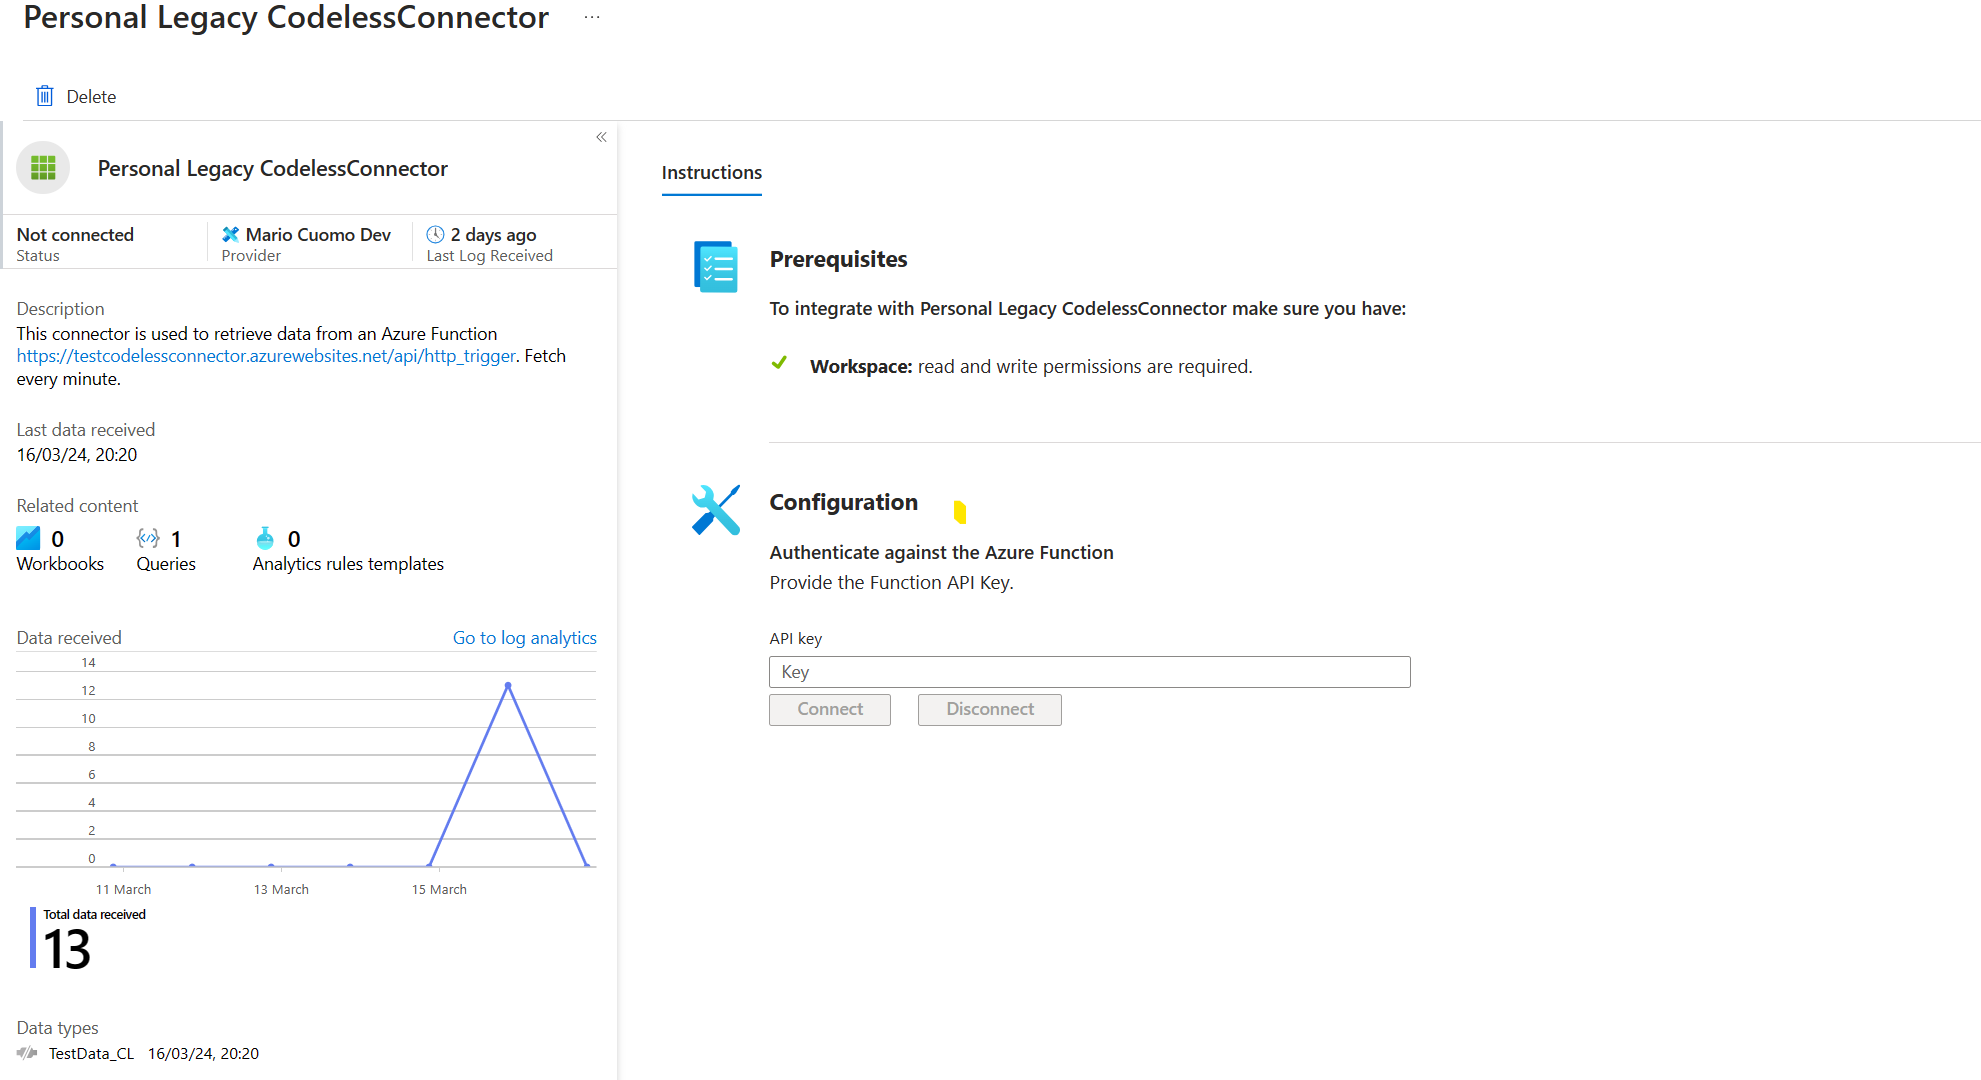 Personal Legacy CodelessConnector ...
Delete
«
Personal Legacy CodelessConnector
Not connected
Status
Mario Cuomo Dev
Provider
2 days ago
Last Log Received
Description
This connector is used to retrieve data from an Azure Function
https://testcodelessconnector.azurewebsites.net/api/http_trigger. Fetch
every minute.
Last data received
16/03/24, 20:20
Related content
0
Workbooks
1
Queries
0
Analytics rules templates
Data received
Go to log analytics
14
12
10
8
6
4
2
0
11 March
13 March
15 March
Total data received
13
Data types
TestData_CL 16/03/24, 20:20
Instructions
Prerequisites
To integrate with Personal Legacy CodelessConnector make sure you have:
Workspace: read and write permissions are required.
Configuration
Authenticate against the Azure Function
Provide the Function API Key.
API key
Key
Connect
Disconnect